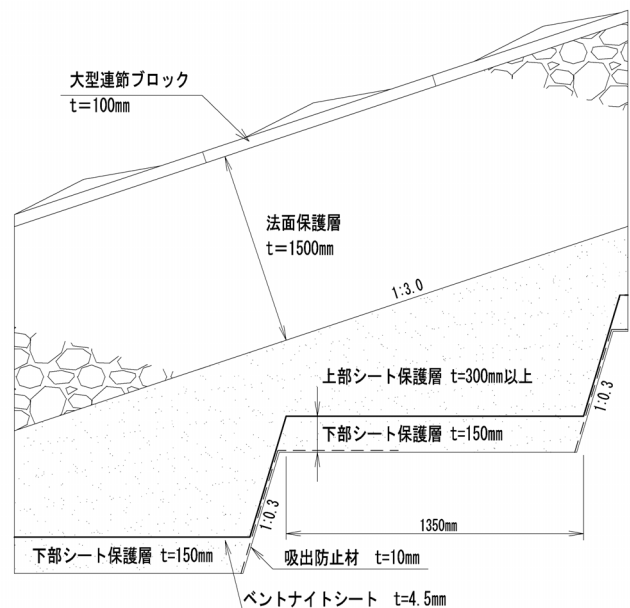 大型連節ブロック
t=100mm
法面保護層
t=1500mm
1:3.0
上部シート保護層 t=300mm以上
1:0.3
下部シート保護層 t=150mm
1:0.3
1350mm
下部シート保護層 t=150mm
吸出防止材 t=10mm
ベントナイトシート t=4.5mm